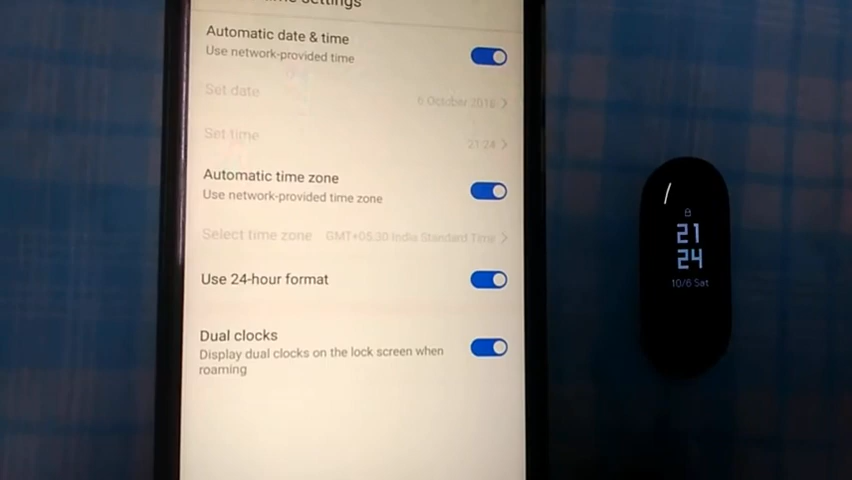 settings
Automatic date & time
Use network-provided time
Set date
6 October 2018
Set time
21:24
Automatic time zone
Use network-provided time zone
Select time zone GMT+05:30 India Standard Time
Use 24-hour format
Dual clocks
Display dual clocks on the lock screen when
roaming
21
24
10/6 Sat